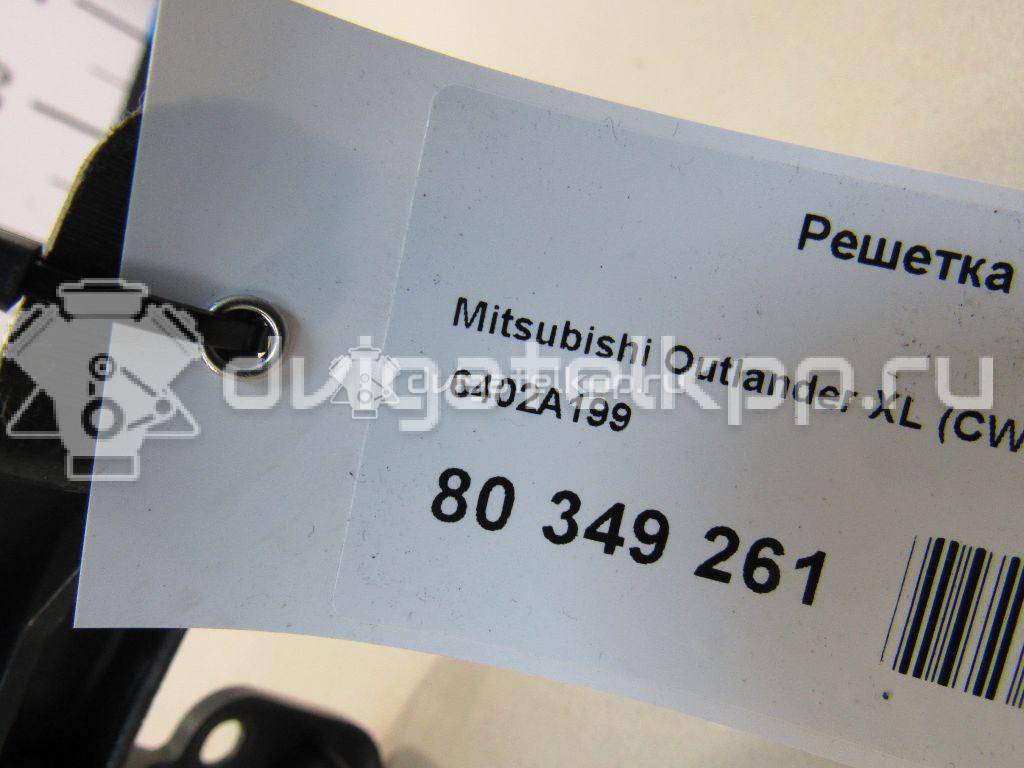 Решетка
Mitsubishi Outlander XL (CW
6402A199
80 349 261
dvigatelkpp.ru